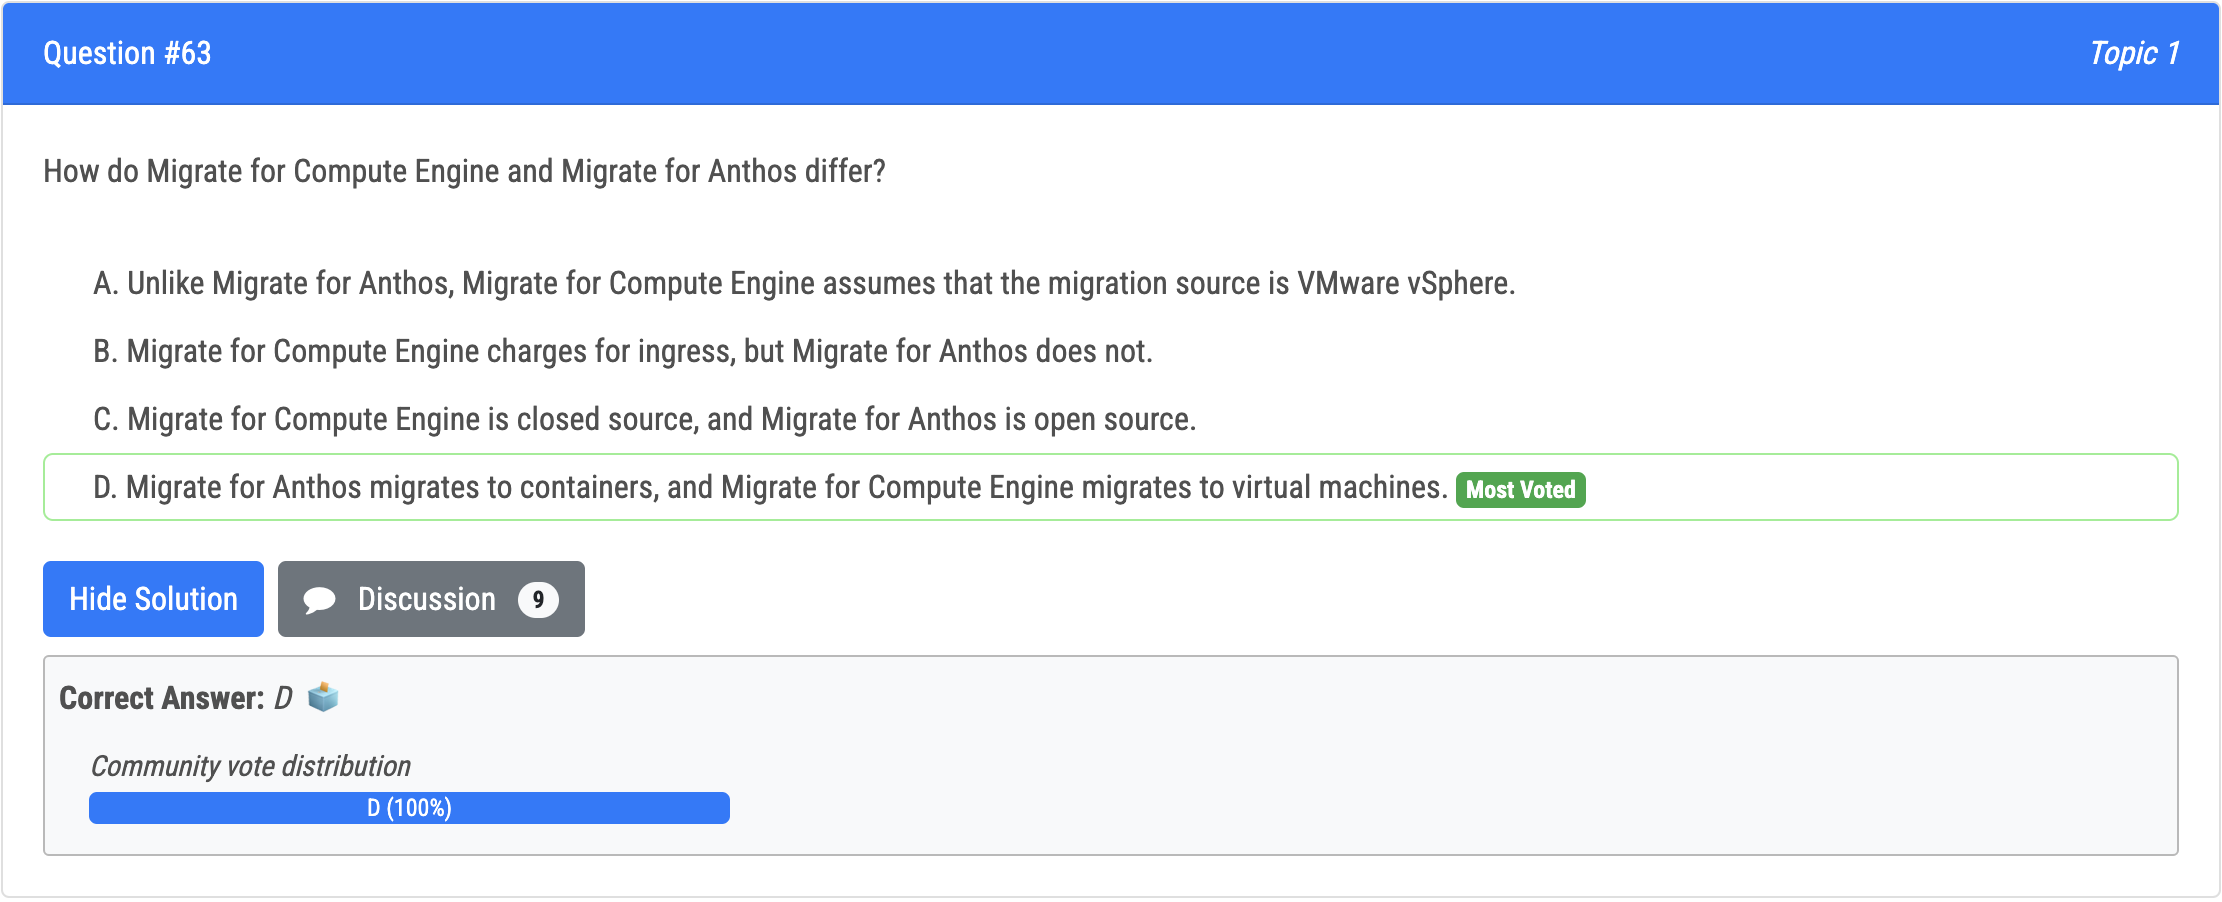 Question #63
Topic 1
How do Migrate for Compute Engine and Migrate for Anthos differ?
A. Unlike Migrate for Anthos, Migrate for Compute Engine assumes that the migration source is VMware vSphere.
B. Migrate for Compute Engine charges for ingress, but Migrate for Anthos does not.
C. Migrate for Compute Engine is closed source, and Migrate for Anthos is open source.
D. Migrate for Anthos migrates to containers, and Migrate for Compute Engine migrates to virtual machines. Most Voted
Hide Solution
Discussion 9
Correct Answer: D
Community vote distribution
D (100%)